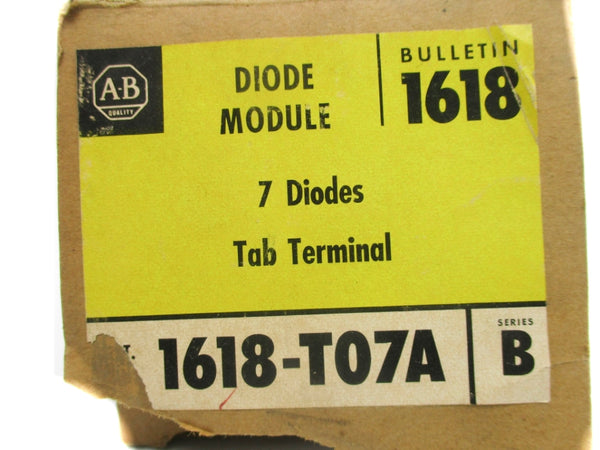 A-B
QUALITY
DIODE
MODULE
BULLETIN
1618
7 Diodes
Tab Terminal
1618-T07A
SERIES
B